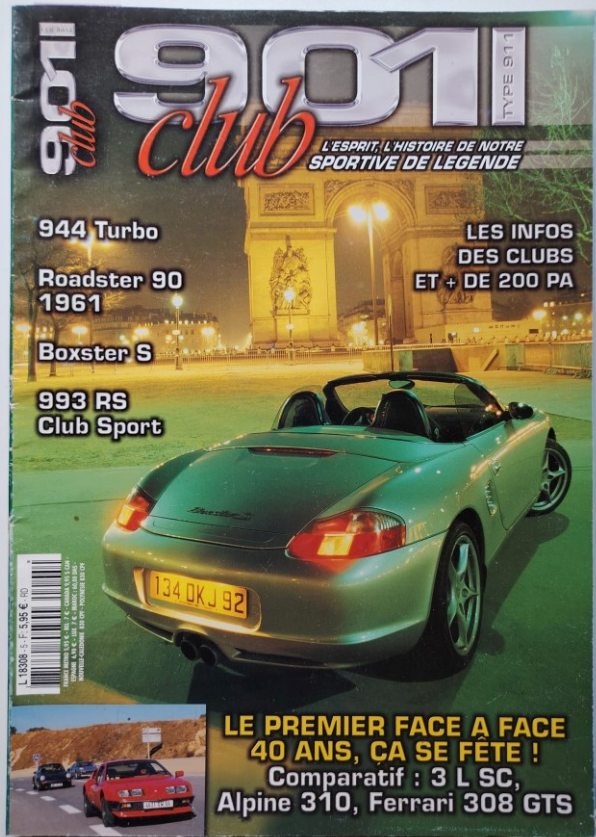 901
club
TYPE 911
L'ESPRIT, L'HISTOIRE DE NOTRE
SPORTIVE DE LEGENDE
901
club
944 Turbo
Roadster 90
1961
Boxster S
993 RS
Club Sport
LES INFOS
DES CLUBS
ET + DE 200 PA
Boxster S
134 DKJ 92
L 18308 - 5 - F: 5,95 € - RD
LE PREMIER FACE A FACE
40 ANS, ÇA SE FÊTE !
Comparatif : 3 L SC,
Alpine 310, Ferrari 308 GTS